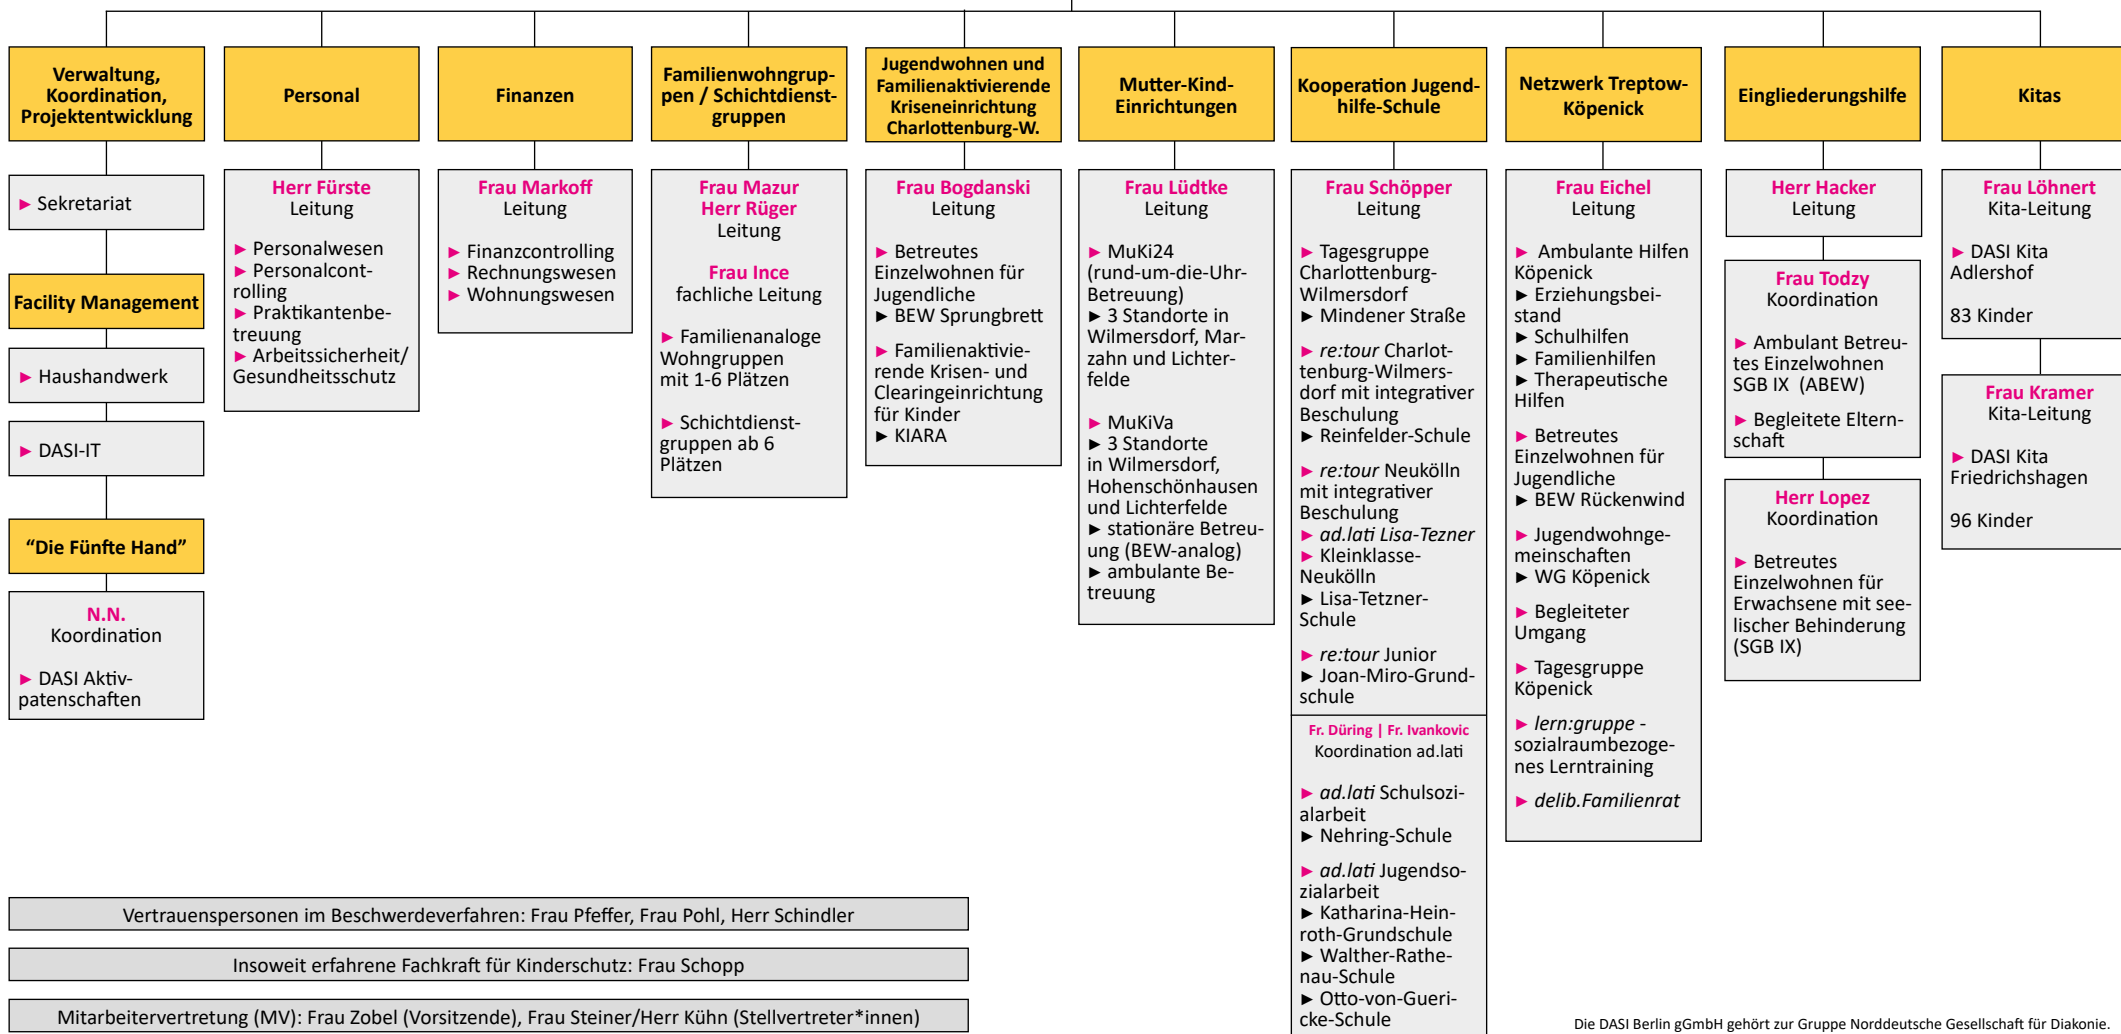 Verwaltung,
Koordination,
Projektentwicklung
► Sekretariat
Facility Management
► Haushandwerk
► DASI-IT
“Die Fünfte Hand”
N.N.
Koordination
► DASI Aktiv-
patenschaften
Personal
Herr Fürste
Leitung
► Personalwesen
► Personalcont-
rolling
► Praktikantenbe-
treuung
► Arbeitssicherheit/
Gesundheitsschutz
Finanzen
Frau Markoff
Leitung
► Finanzcontrolling
► Rechnungswesen
► Wohnungswesen
Familienwohngrup-
pen / Schichtdienst-
gruppen
Frau Mazur
Herr Rüger
Leitung
Frau Ince
fachliche Leitung
► Familienanaloge
Wohngruppen
mit 1-6 Plätzen
► Schichtdienst-
gruppen ab 6
Plätzen
Jugendwohnen und
Familienaktivierende
Kriseneinrichtung
Charlottenburg-W.
Frau Bogdanski
Leitung
► Betreutes
Einzelwohnen für
Jugendliche
► BEW Sprungbrett
► Familienaktivie-
rende Krisen- und
Clearingeinrichtung
für Kinder
► KIARA
Mutter-Kind-
Einrichtungen
Frau Lüdtke
Leitung
► MuKi24
(rund-um-die-Uhr-
Betreuung)
► 3 Standorte in
Wilmersdorf, Mar-
zahn und Lichter-
felde
► MuKiVa
► 3 Standorte
in Wilmersdorf,
Hohenschönhausen
und Lichterfelde
► stationäre Betreu-
ung (BEW-analog)
► ambulante Be-
treuung
Kooperation Jugend-
hilfe-Schule
Frau Schöpper
Leitung
► Tagesgruppe
Charlottenburg-
Wilmersdorf
► Mindener Straße
► re:tour Charlot-
tenburg-Wilmers-
dorf mit integrativer
Beschulung
► Reinfelder-Schule
► re:tour Neukölln
mit integrativer
Beschulung
► ad.lati Lisa-Tezner
► Kleinklasse-
Neukölln
► Lisa-Tetzner-
Schule
► re:tour Junior
► Joan-Miro-Grund-
schule
Fr. Düring | Fr. Ivankovic
Koordination ad.lati
► ad.lati Schulsozi-
alarbeit
► Nehring-Schule
► ad.lati Jugendso-
zialarbeit
► Katharina-Hein-
roth-Grundschule
► Walther-Rathe-
nau-Schule
► Otto-von-Gueri-
cke-Schule
Netzwerk Treptow-
Köpenick
Frau Eichel
Leitung
► Ambulante Hilfen
Köpenick
► Erziehungsbei-
stand
► Schulhilfen
► Familienhilfen
► Therapeutische
Hilfen
► Betreutes
Einzelwohnen für
Jugendliche
► BEW Rückenwind
► Jugendwohnge-
meinschaften
► WG Köpenick
► Begleiteter
Umgang
► Tagesgruppe
Köpenick
► lern:gruppe -
sozialraumbezoge-
nes Lerntraining
► delib.Familienrat
Eingliederungshilfe
Herr Hacker
Leitung
Frau Todzy
Koordination
► Ambulant Betreu-
tes Einzelwohnen
SGB IX (ABEW)
► Begleitete Eltern-
schaft
Herr Lopez
Koordination
► Betreutes
Einzelwohnen für
Erwachsene mit see-
lischer Behinderung
(SGB IX)
Kitas
Frau Löhnert
Kita-Leitung
► DASI Kita
Adlershof
83 Kinder
Frau Kramer
Kita-Leitung
► DASI Kita
Friedrichshagen
96 Kinder
Vertrauenspersonen im Beschwerdeverfahren: Frau Pfeffer, Frau Pohl, Herr Schindler
Insoweit erfahrene Fachkraft für Kinderschutz: Frau Schopp
Mitarbeitervertretung (MV): Frau Zobel (Vorsitzende), Frau Steiner/Herr Kühn (Stellvertreter*innen)
Die DASI Berlin gGmbH gehört zur Gruppe Norddeutsche Gesellschaft für Diakonie.